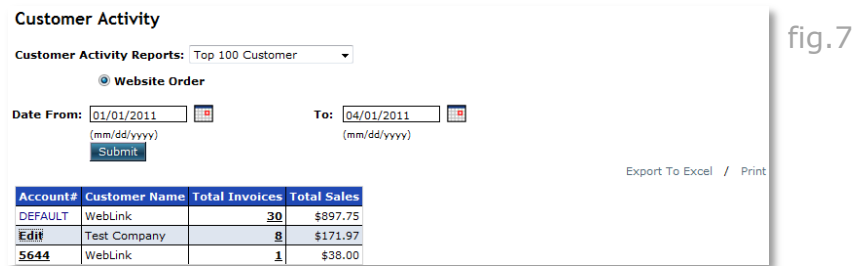 Customer Activity
fig.7
Customer Activity Reports: Top 100 Customer
Website Order
Date From: 01/01/2011 To: 04/01/2011
(mm/dd/yyyy) (mm/dd/yyyy)
Submit
Export To Excel / Print
Account# Customer Name Total Invoices Total Sales
DEFAULT WebLink 30 $897.75
Edit Test Company 8 $171.97
5644 WebLink 1 $38.00